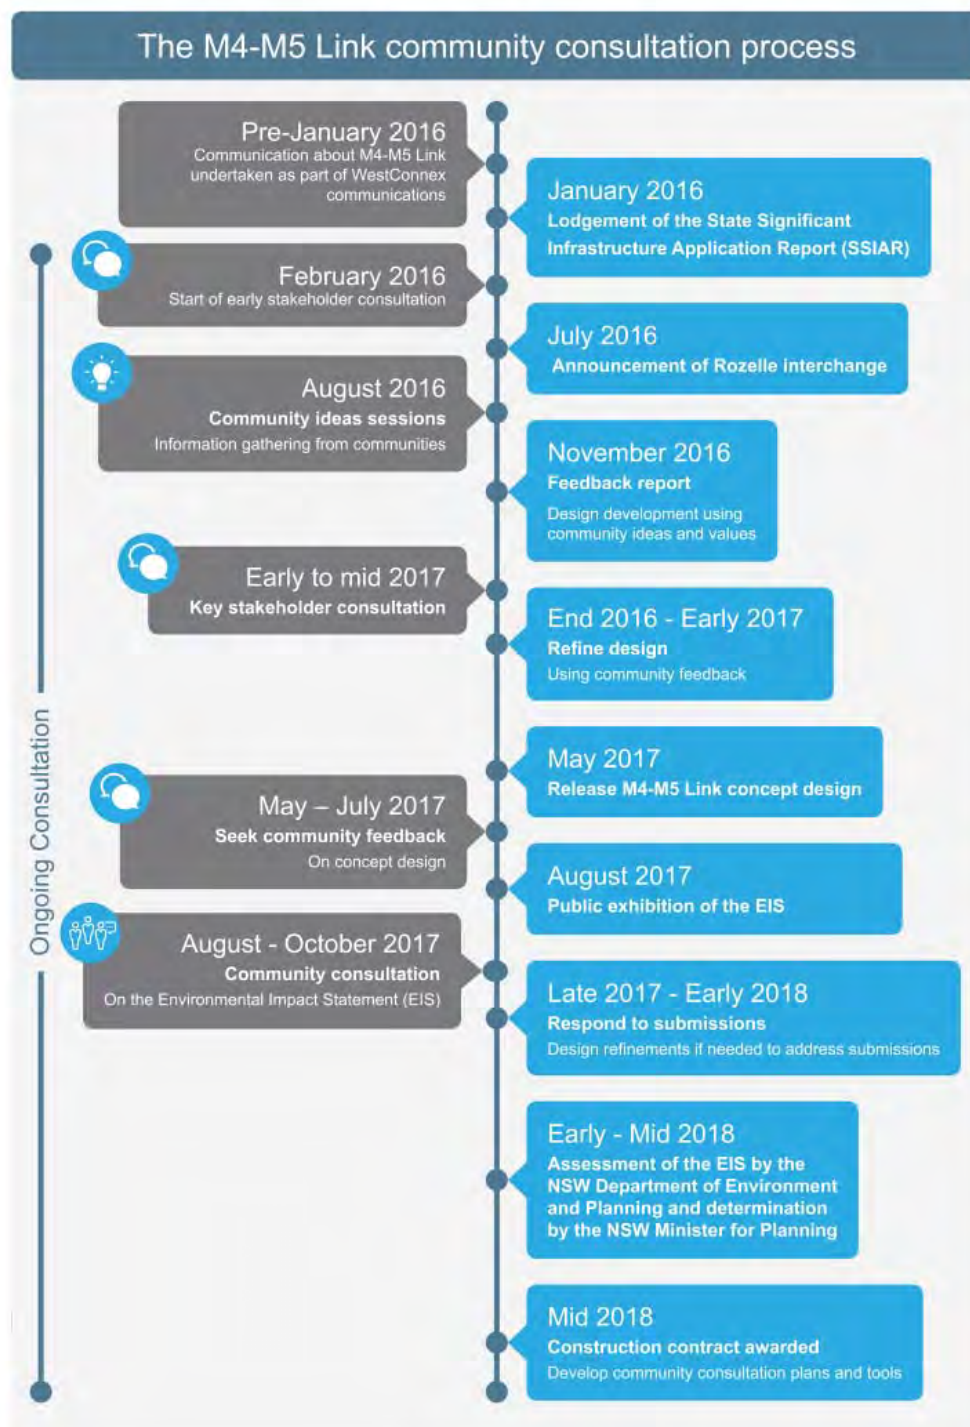 The M4-M5 Link community consultation process
Pre-January 2016
Communication about M4-M5 Link
undertaken as part of WestConnex
communications
January 2016
Lodgement of the State Significant
Infrastructure Application Report (SSIAR)
February 2016
Start of early stakeholder consultation
July 2016
Announcement of Rozelle interchange
August 2016
Community ideas sessions
Information gathering from communities
November 2016
Feedback report
Design development using
community ideas and values
Early to mid 2017
Key stakeholder consultation
End 2016 - Early 2017
Refine design
Using community feedback
May 2017
Release M4-M5 Link concept design
May – July 2017
Seek community feedback
On concept design
August 2017
Public exhibition of the EIS
August - October 2017
Community consultation
On the Environmental Impact Statement (EIS)
Late 2017 - Early 2018
Respond to submissions
Design refinements if needed to address submissions
Early - Mid 2018
Assessment of the EIS by the
NSW Department of Environment
and Planning and determination
by the NSW Minister for Planning
Mid 2018
Construction contract awarded
Develop community consultation plans and tools
Ongoing Consultation